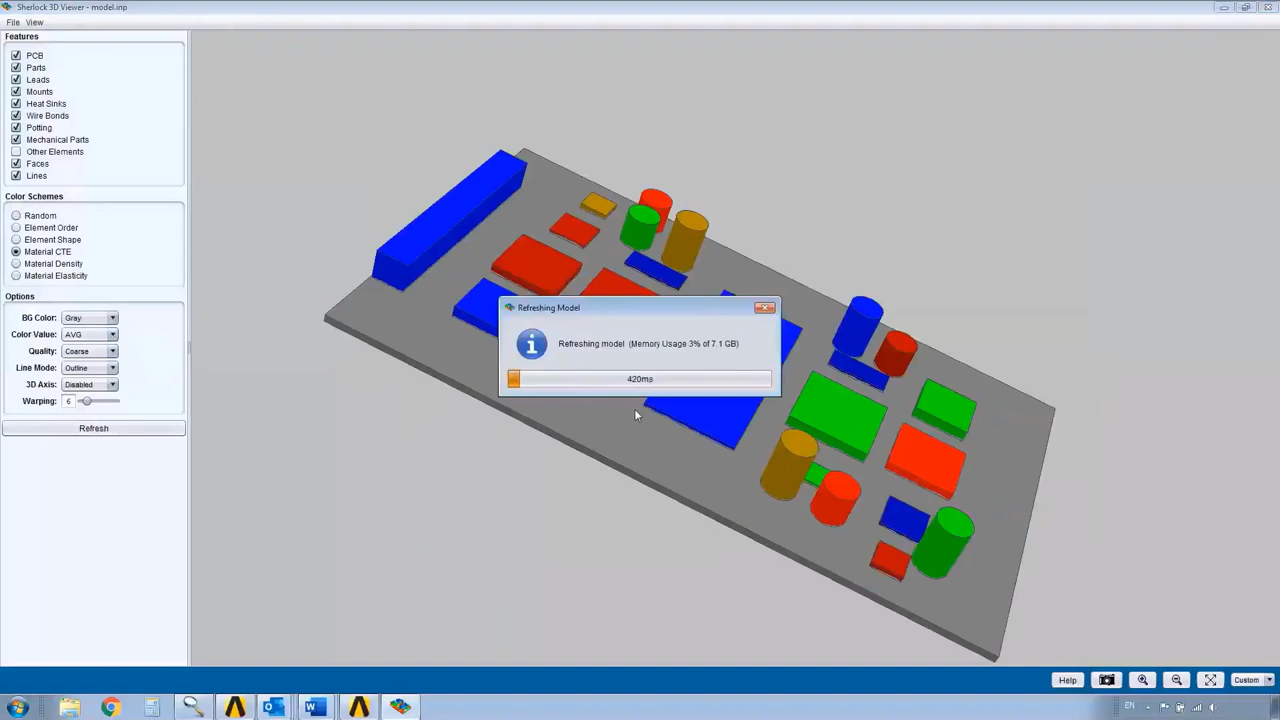 Sherlock 3D Viewer - model.inp
File View
Features
PCB
Parts
Leads
Mounts
Heat Sinks
Wire Bonds
Potting
Mechanical Parts
Other Elements
Faces
Lines
Color Schemes
Random
Element Order
Element Shape
Material CTE
Material Density
Material Elasticity
Options
BG Color: Gray
Color Value: AVG
Quality: Coarse
Line Mode: Outline
3D Axis: Disabled
Warping: 6
Refresh
Refreshing Model
Refreshing model (Memory Usage 3% of 7.1 GB)
420ms
Help
Custom
EN